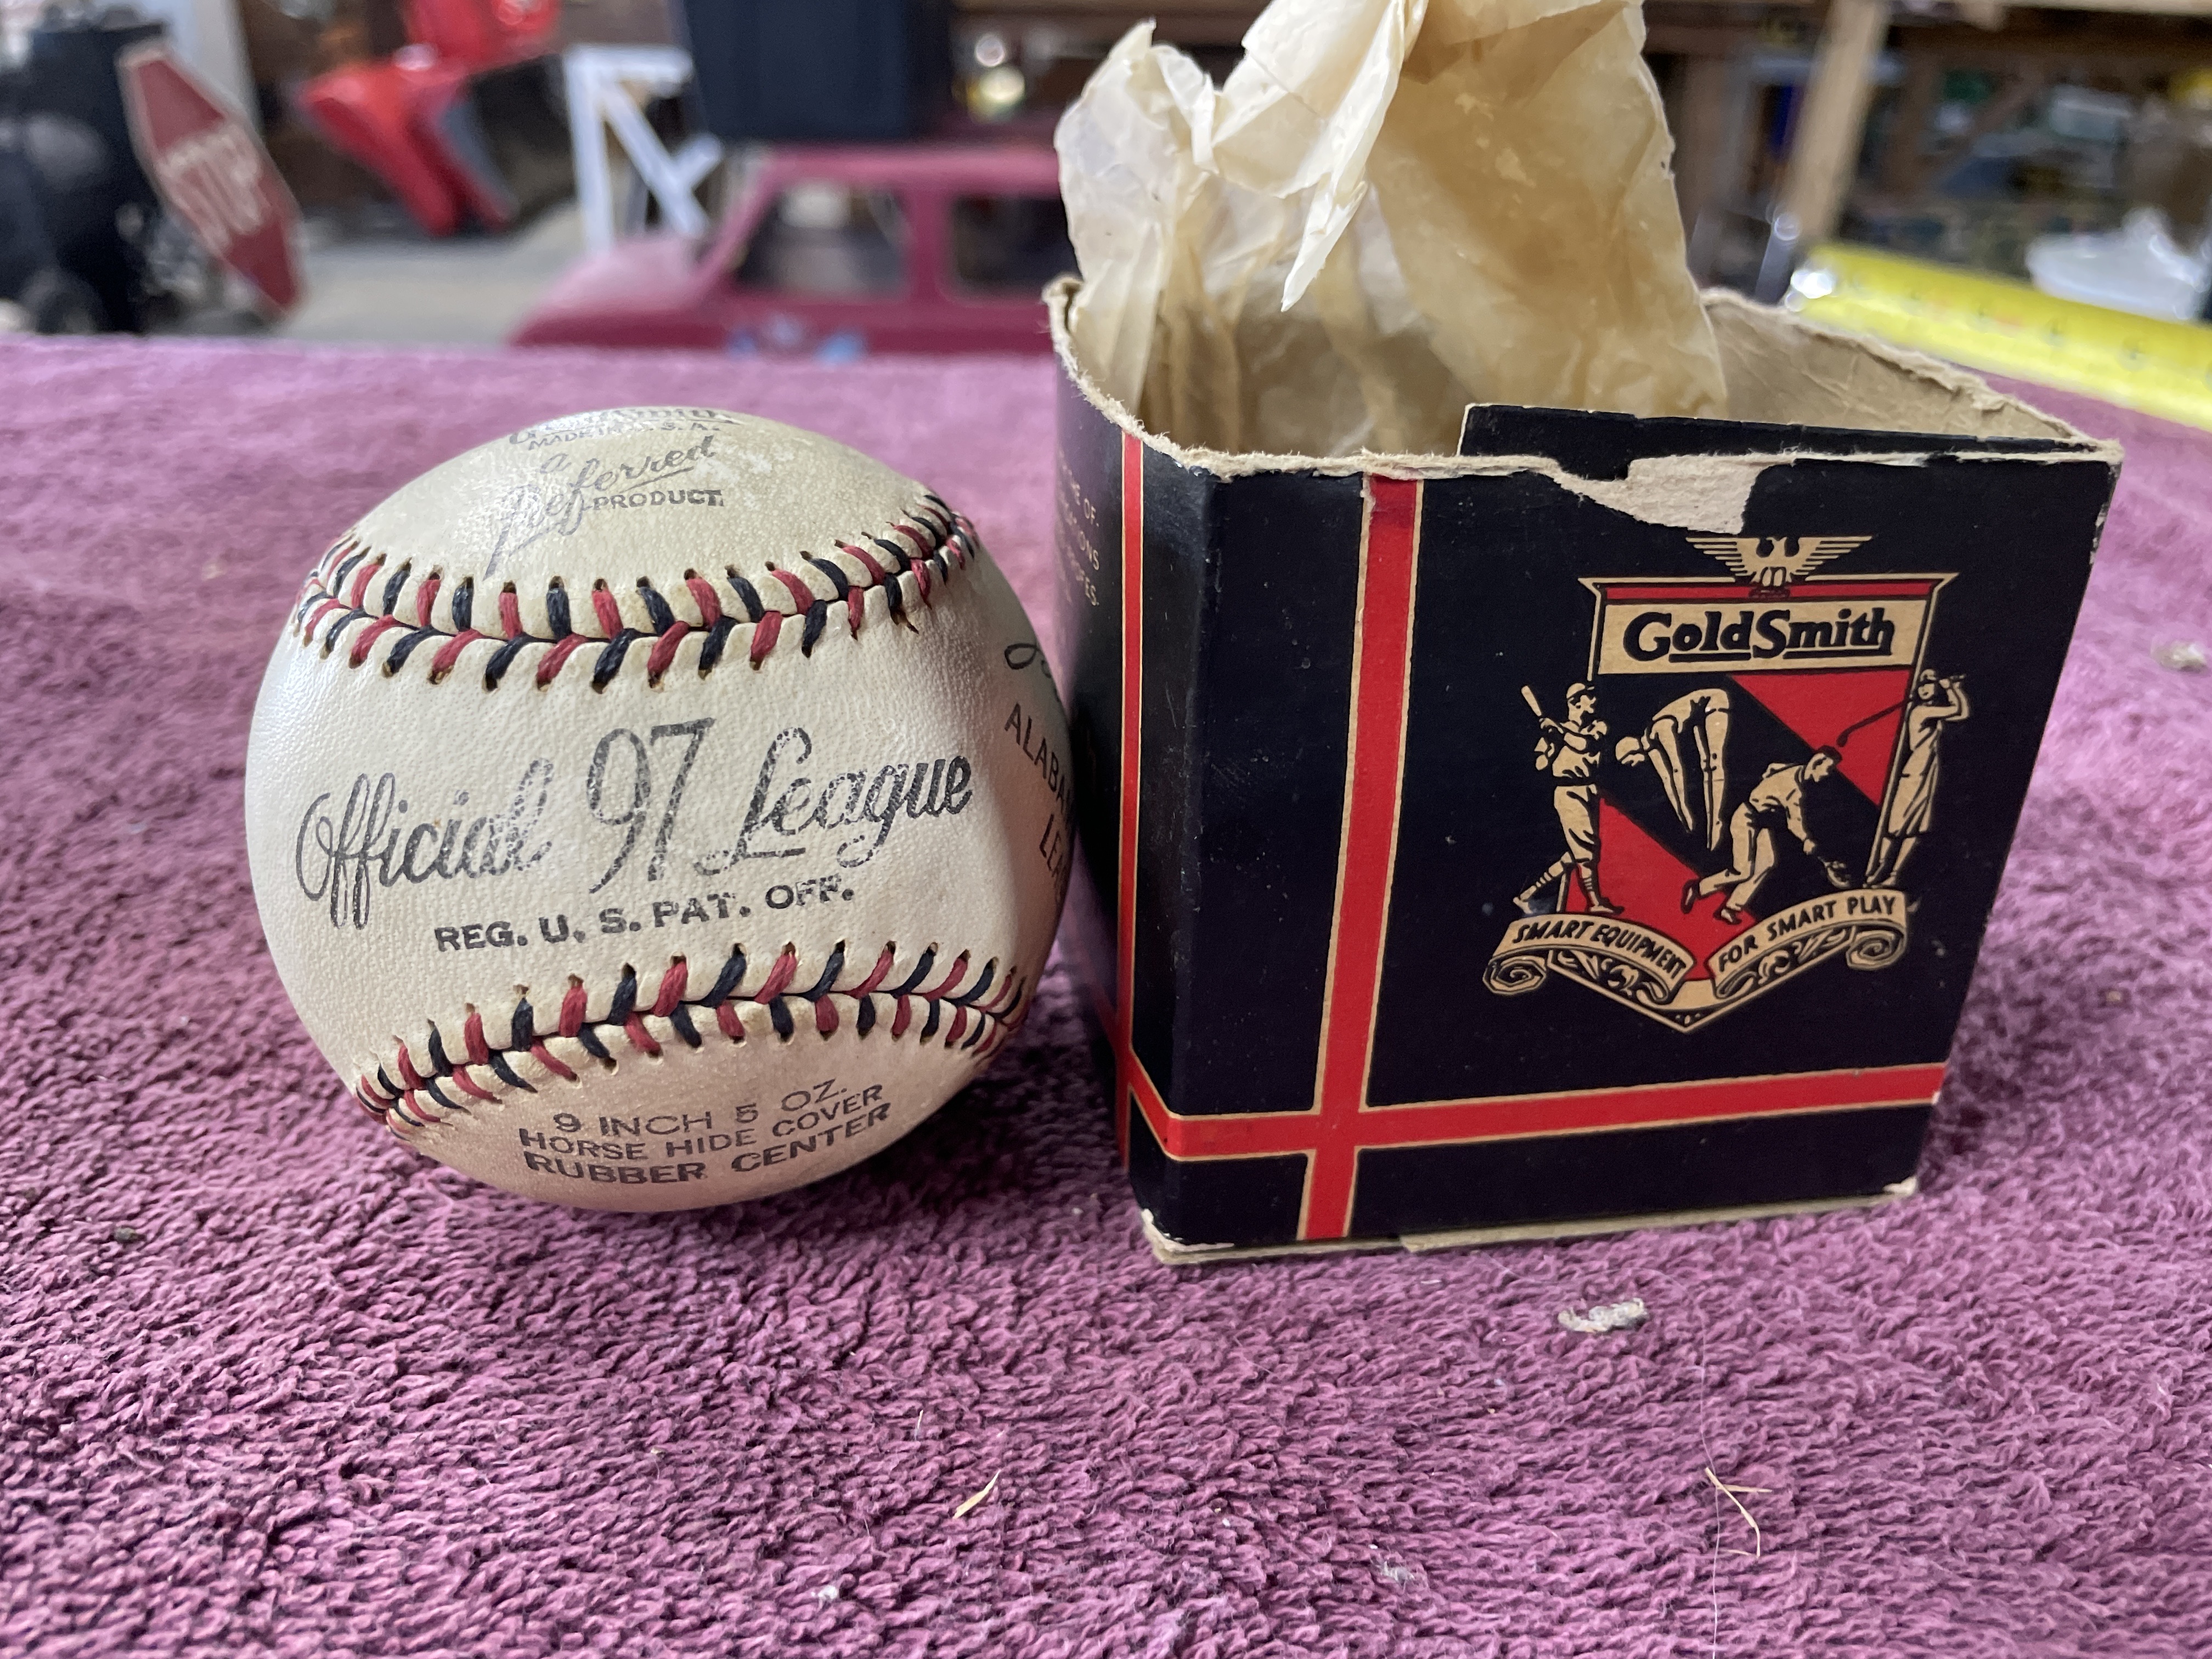 STOP
GoldSmith
MADE IN U.S.A.
a
Preferred
PRODUCT
Official 97 League
REG. U. S. PAT. OFF.
9 INCH 5 OZ.
HORSE HIDE COVER
RUBBER CENTER
GoldSmith
SMART EQUIPMENT FOR SMART PLAY